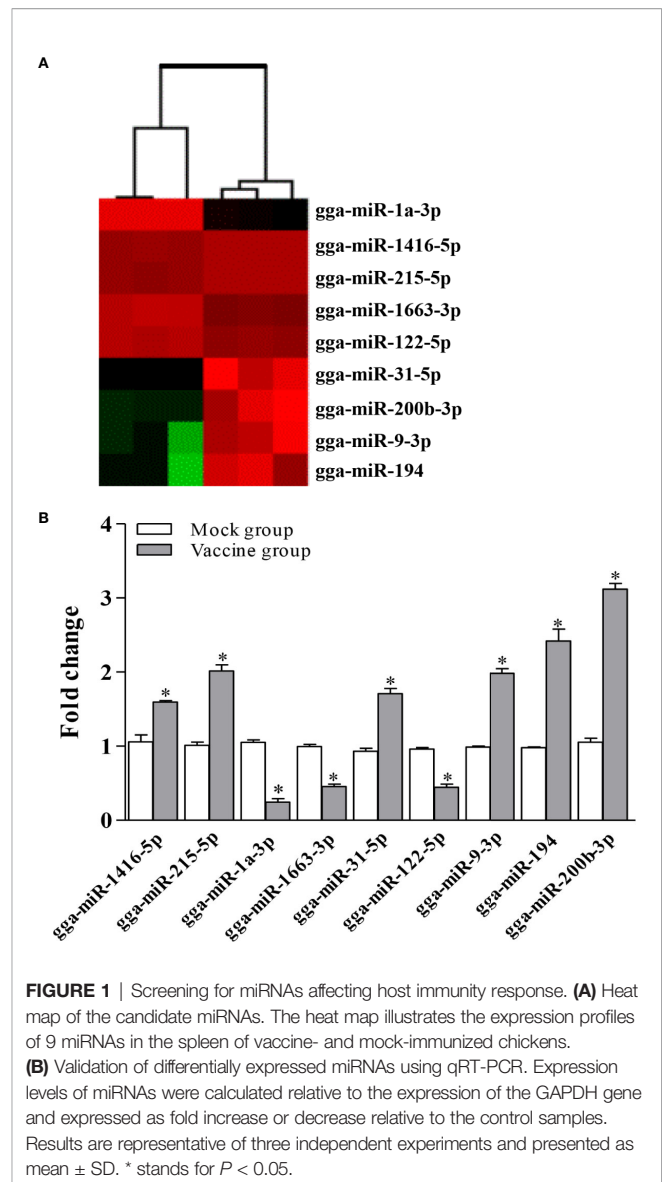 A
gga-miR-1a-3p
gga-miR-1416-5p
gga-miR-215-5p
gga-miR-1663-3p
gga-miR-122-5p
gga-miR-31-5p
gga-miR-200b-3p
gga-miR-9-3p
gga-miR-194
B
Mock group
Vaccine group
Fold change
4
3
2
1
0
* * * * * * * * *
gga-miR-1416-5p
gga-miR-215-5p
gga-miR-1a-3p
gga-miR-1663-3p
gga-miR-31-5p
gga-miR-122-5p
gga-miR-9-3p
gga-miR-194
gga-miR-200b-3p
FIGURE 1 | Screening for miRNAs affecting host immunity response. (A) Heat
map of the candidate miRNAs. The heat map illustrates the expression profiles
of 9 miRNAs in the spleen of vaccine- and mock-immunized chickens.
(B) Validation of differentially expressed miRNAs using qRT-PCR. Expression
levels of miRNAs were calculated relative to the expression of the GAPDH gene
and expressed as fold increase or decrease relative to the control samples.
Results are representative of three independent experiments and presented as
mean ± SD. * stands for P < 0.05.